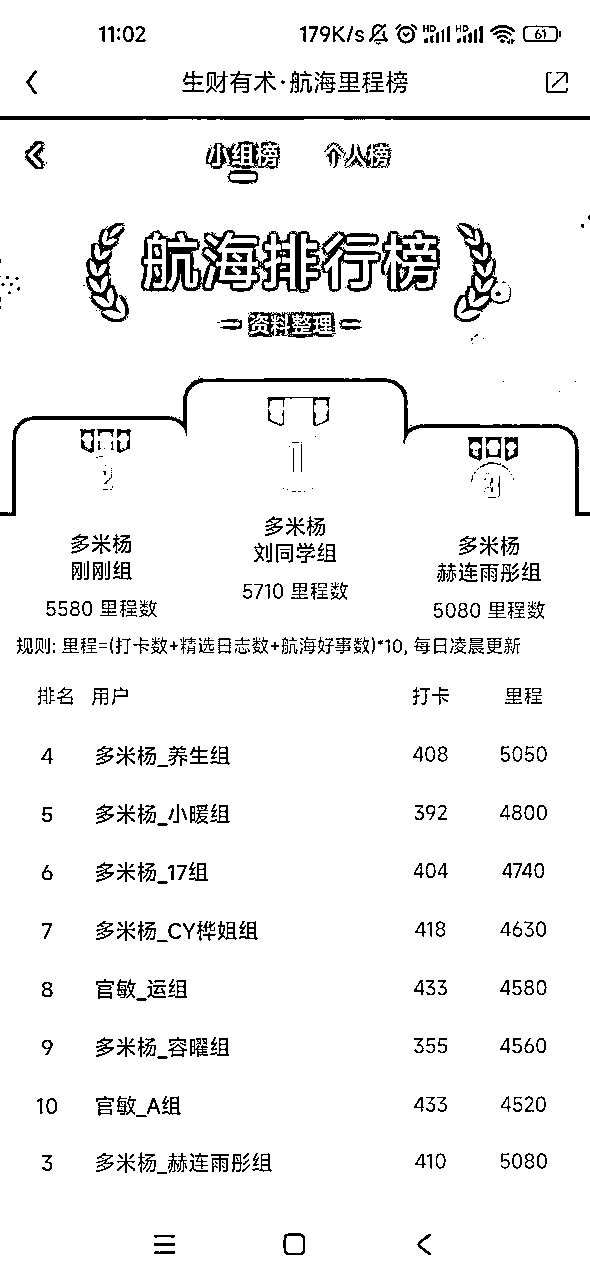 11:02 179K/s HD HD 61
生财有术·航海里程榜
小组榜 个人榜
航海排行榜
资料整理
1
2
3
多米杨
刘同学组
5710 里程数
多米杨
刚刚组
5580 里程数
多米杨
赫连雨彤组
5080 里程数
规则: 里程=(打卡数+精选日志数+航海好事数)*10, 每日凌晨更新
排名 用户 打卡 里程
4 多米杨_养生组 408 5050
5 多米杨_小暖组 392 4800
6 多米杨_17组 404 4740
7 多米杨_CY桦姐组 418 4630
8 官敏_运组 433 4580
9 多米杨_容曜组 355 4560
10 官敏_A组 433 4520
3 多米杨_赫连雨彤组 410 5080